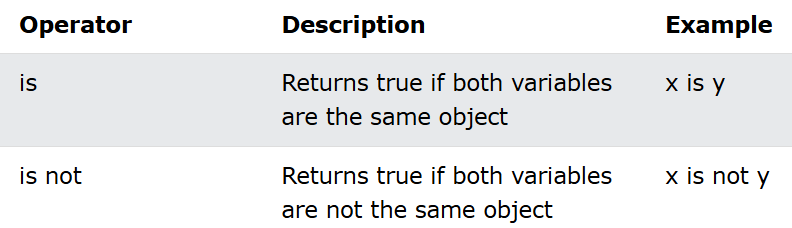 Operator Description Example
is Returns true if both variables x is y
are the same object
is not Returns true if both variables x is not y
are not the same object